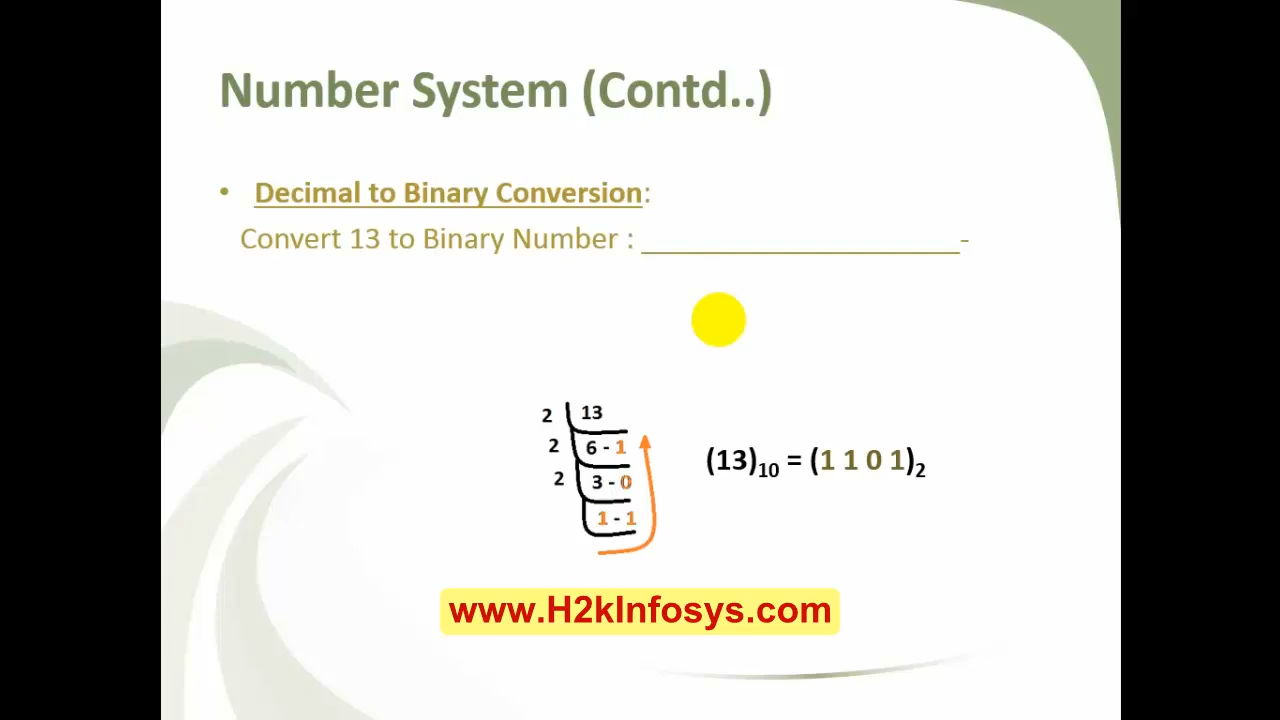 Number System (Contd..)
• Decimal to Binary Conversion:
Convert 13 to Binary Number : _____________________-
2 13
2 6 - 1
2 3 - 0
1 - 1
(13)10 = (1 1 0 1)2
www.H2kInfosys.com